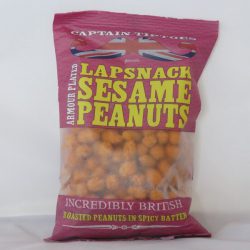 CAPTAIN TIPTOES
ARMOUR PLATED
LAPSNACK
SESAME
PEANUTS
INCREDIBLY BRITISH
ROASTED PEANUTS IN SPICY BATTER